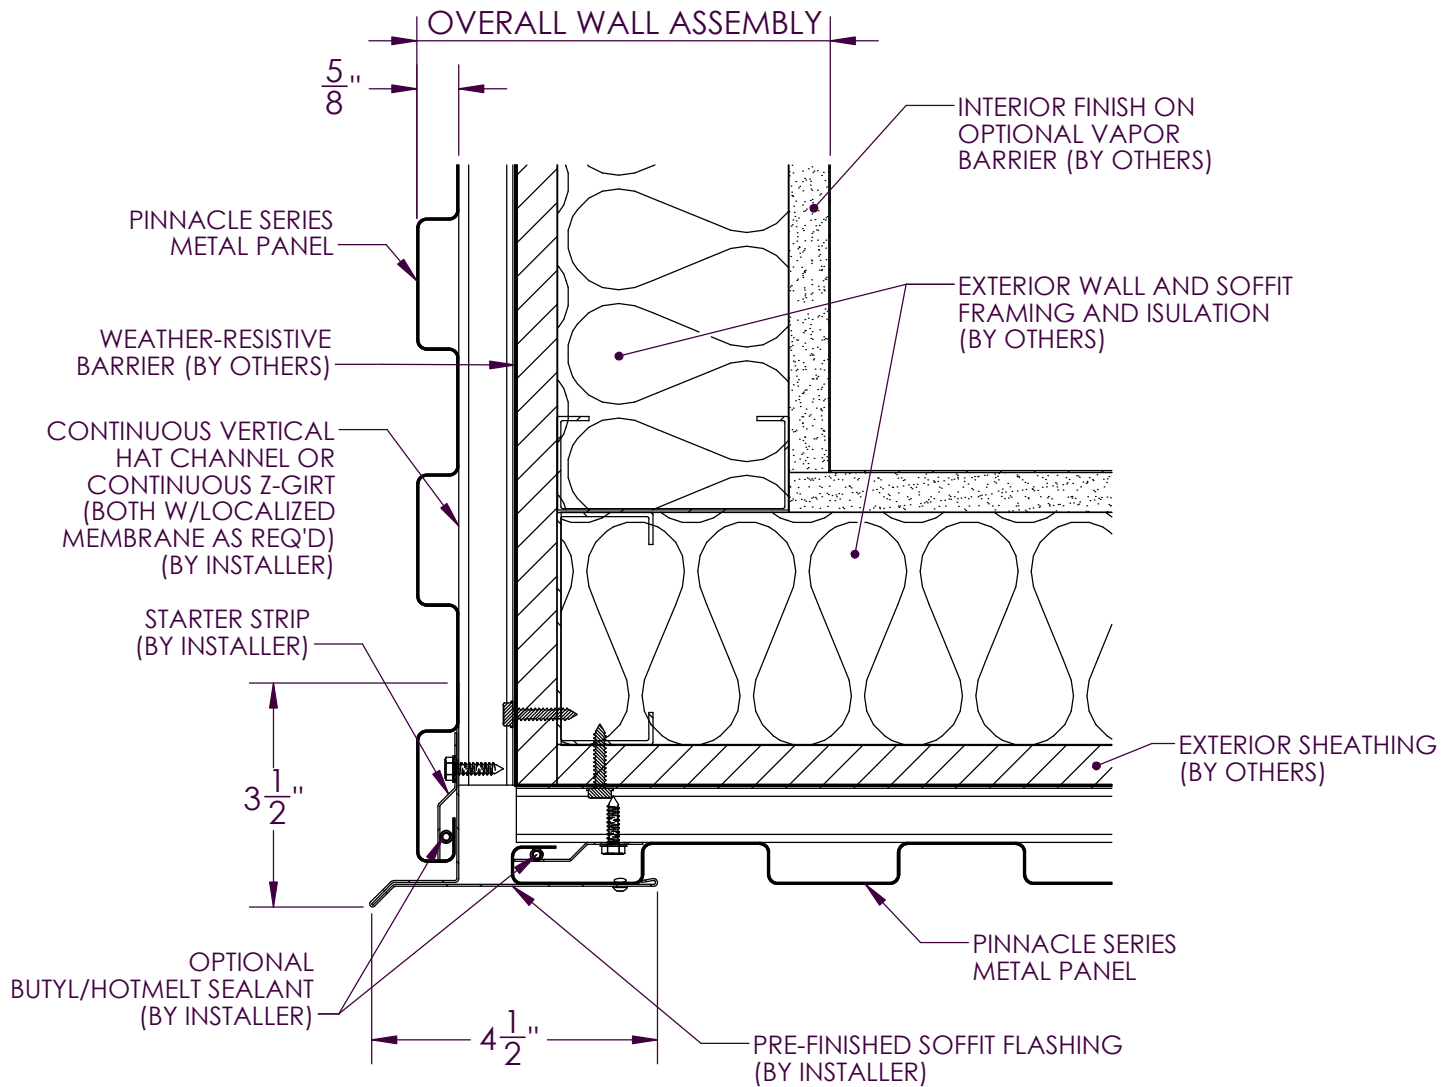 OVERALL WALL ASSEMBLY
5/8"
INTERIOR FINISH ON
OPTIONAL VAPOR
BARRIER (BY OTHERS)
PINNACLE SERIES
METAL PANEL
EXTERIOR WALL AND SOFFIT
FRAMING AND ISULATION
(BY OTHERS)
WEATHER-RESISTIVE
BARRIER (BY OTHERS)
CONTINUOUS VERTICAL
HAT CHANNEL OR
CONTINUOUS Z-GIRT
(BOTH W/LOCALIZED
MEMBRANE AS REQ'D)
(BY INSTALLER)
STARTER STRIP
(BY INSTALLER)
EXTERIOR SHEATHING
(BY OTHERS)
3 1/2"
PINNACLE SERIES
METAL PANEL
OPTIONAL
BUTYL/HOTMELT SEALANT
(BY INSTALLER)
4 1/2"
PRE-FINISHED SOFFIT FLASHING
(BY INSTALLER)